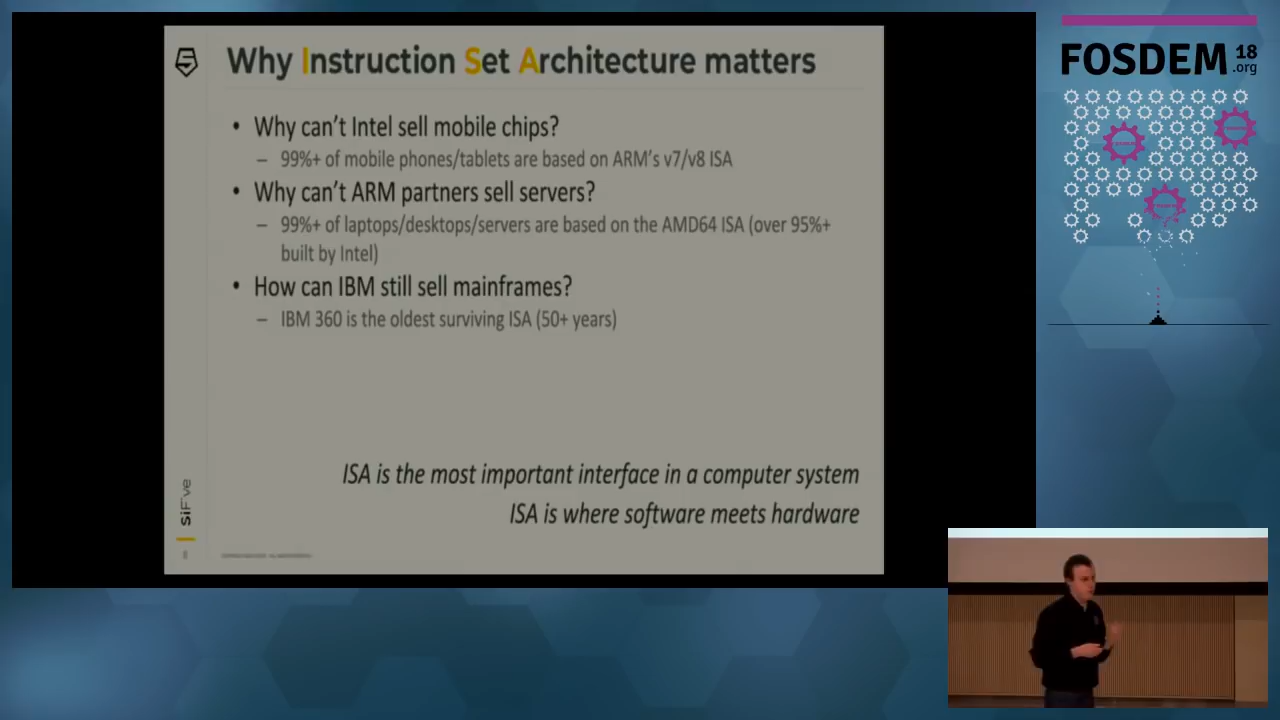 Why Instruction Set Architecture matters
• Why can't Intel sell mobile chips?
– 99%+ of mobile phones/tablets are based on ARM's v7/v8 ISA
• Why can't ARM partners sell servers?
– 99%+ of laptops/desktops/servers are based on the AMD64 ISA (over 95%+
built by Intel)
• How can IBM still sell mainframes?
– IBM 360 is the oldest surviving ISA (50+ years)
ISA is the most important interface in a computer system
ISA is where software meets hardware
SiFive
FOSDEM 18
.org